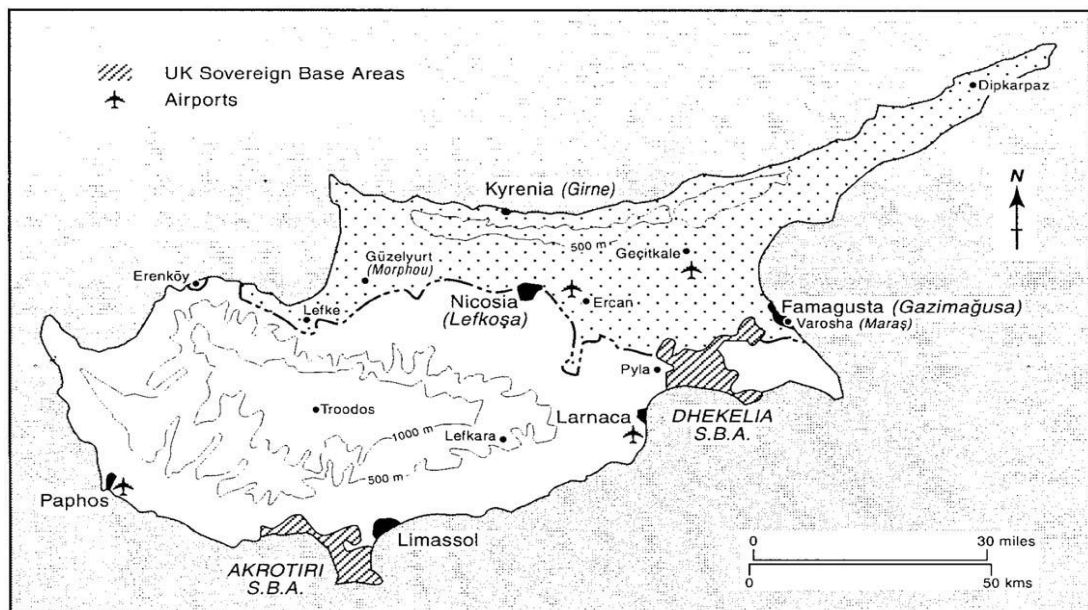 UK Sovereign Base Areas
Airports
Dipkarpaz
N
Kyrenia (Girne)
500 m
Geçitkale
Güzelyurt
(Morphou)
Erenköy
Nicosia
(Lefkoşa)
Ercan
Lefke
Famagusta (Gazimağusa)
Varosha (Maraş)
Pyla
Troodos
Larnaca
DHEKELIA
S.B.A.
1000 m
Lefkara
500 m
Paphos
Limassol
AKROTIRI
S.B.A.
0 30 miles
0 50 kms